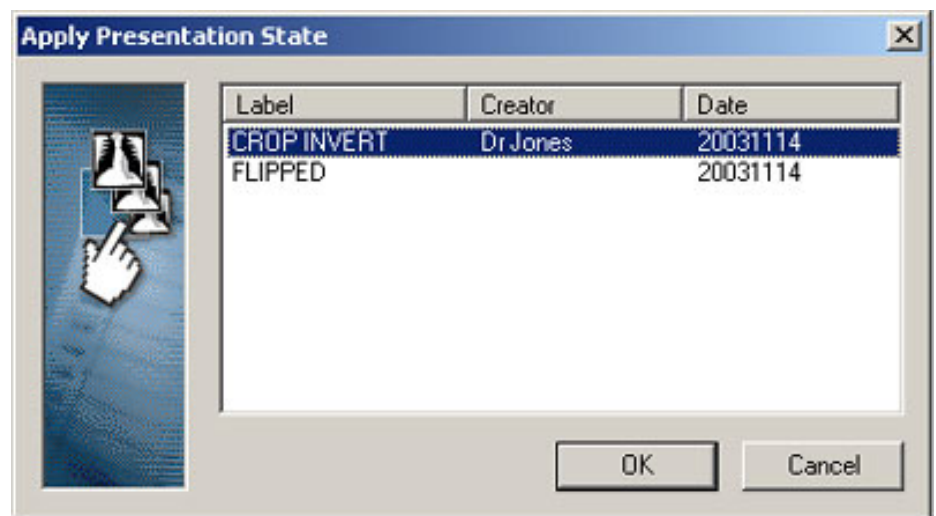 Apply Presentation State
Label Creator Date
CROP INVERT Dr Jones 20031114
FLIPPED 20031114
OK Cancel